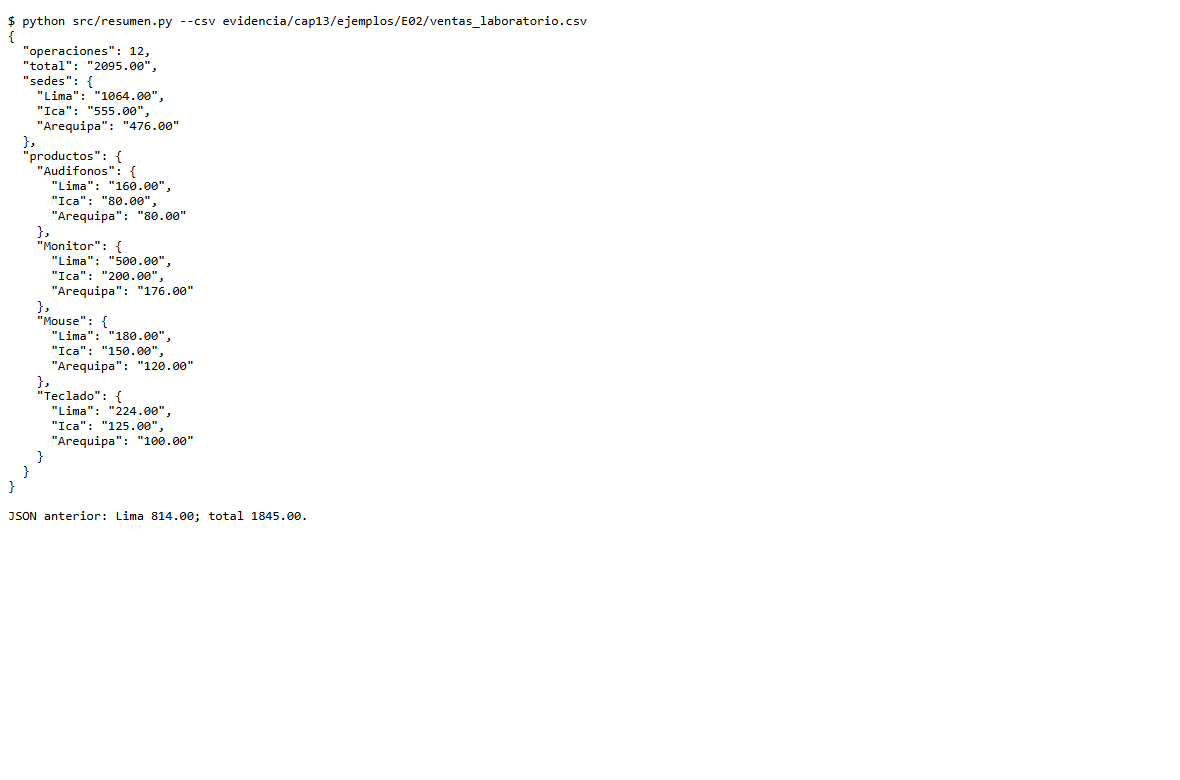 $ python src/resumen.py --csv evidencia/cap13/ejemplos/E02/ventas_laboratorio.csv
{
  "operaciones": 12,
  "total": "2095.00",
  "sedes": {
    "Lima": "1064.00",
    "Ica": "555.00",
    "Arequipa": "476.00"
  },
  "productos": {
    "Audifonos": {
      "Lima": "160.00",
      "Ica": "80.00",
      "Arequipa": "80.00"
    },
    "Monitor": {
      "Lima": "500.00",
      "Ica": "200.00",
      "Arequipa": "176.00"
    },
    "Mouse": {
      "Lima": "180.00",
      "Ica": "150.00",
      "Arequipa": "120.00"
    },
    "Teclado": {
      "Lima": "224.00",
      "Ica": "125.00",
      "Arequipa": "100.00"
    }
  }
}
JSON anterior: Lima 814.00; total 1845.00.